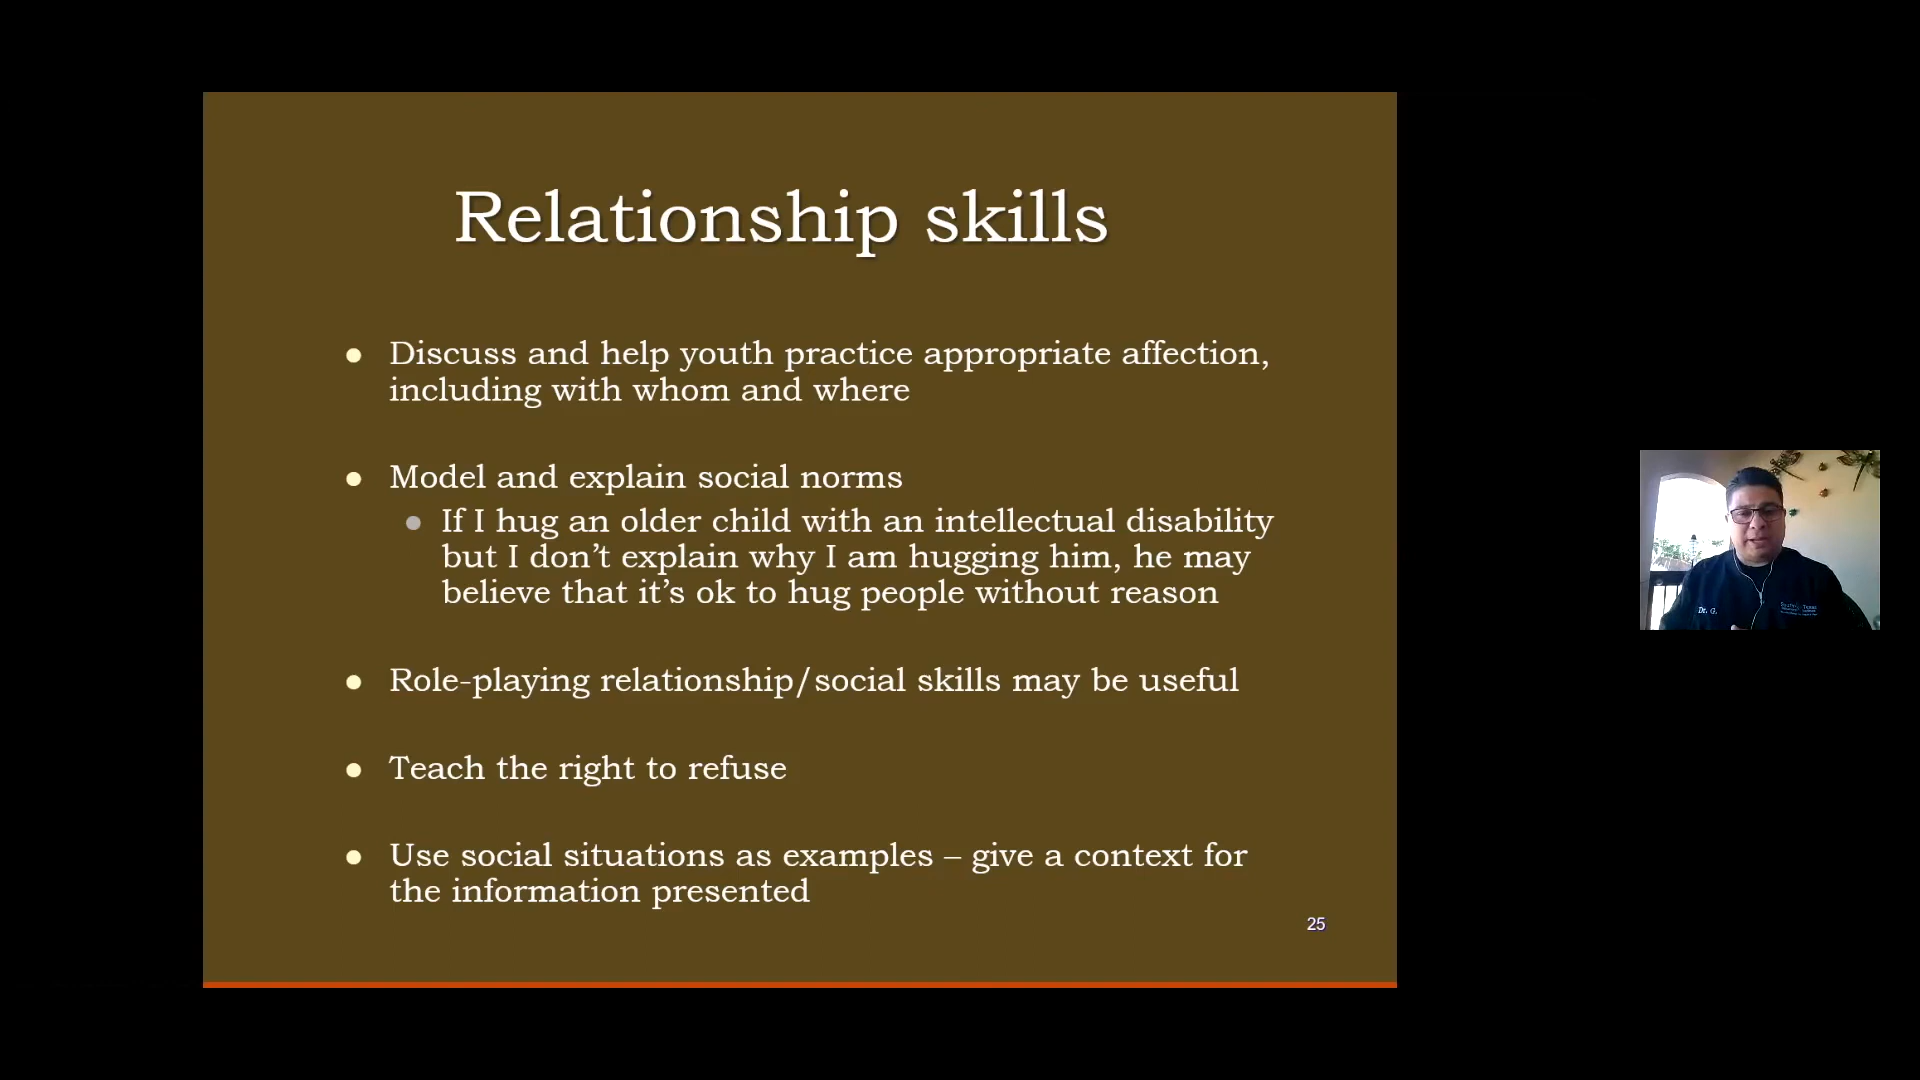 Relationship skills
Discuss and help youth practice appropriate affection,
including with whom and where
Model and explain social norms
If I hug an older child with an intellectual disability
but I don’t explain why I am hugging him, he may
believe that it’s ok to hug people without reason
Role-playing relationship/social skills may be useful
Teach the right to refuse
Use social situations as examples – give a context for
the information presented
25
Dr. G.